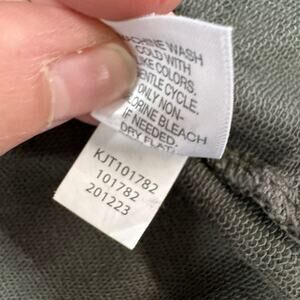 MACHINE WASH
COLD WITH
LIKE COLORS.
GENTLE CYCLE.
ONLY NON-
CHLORINE BLEACH
IF NEEDED.
DRY FLAT.
KJT101782
101782
201223